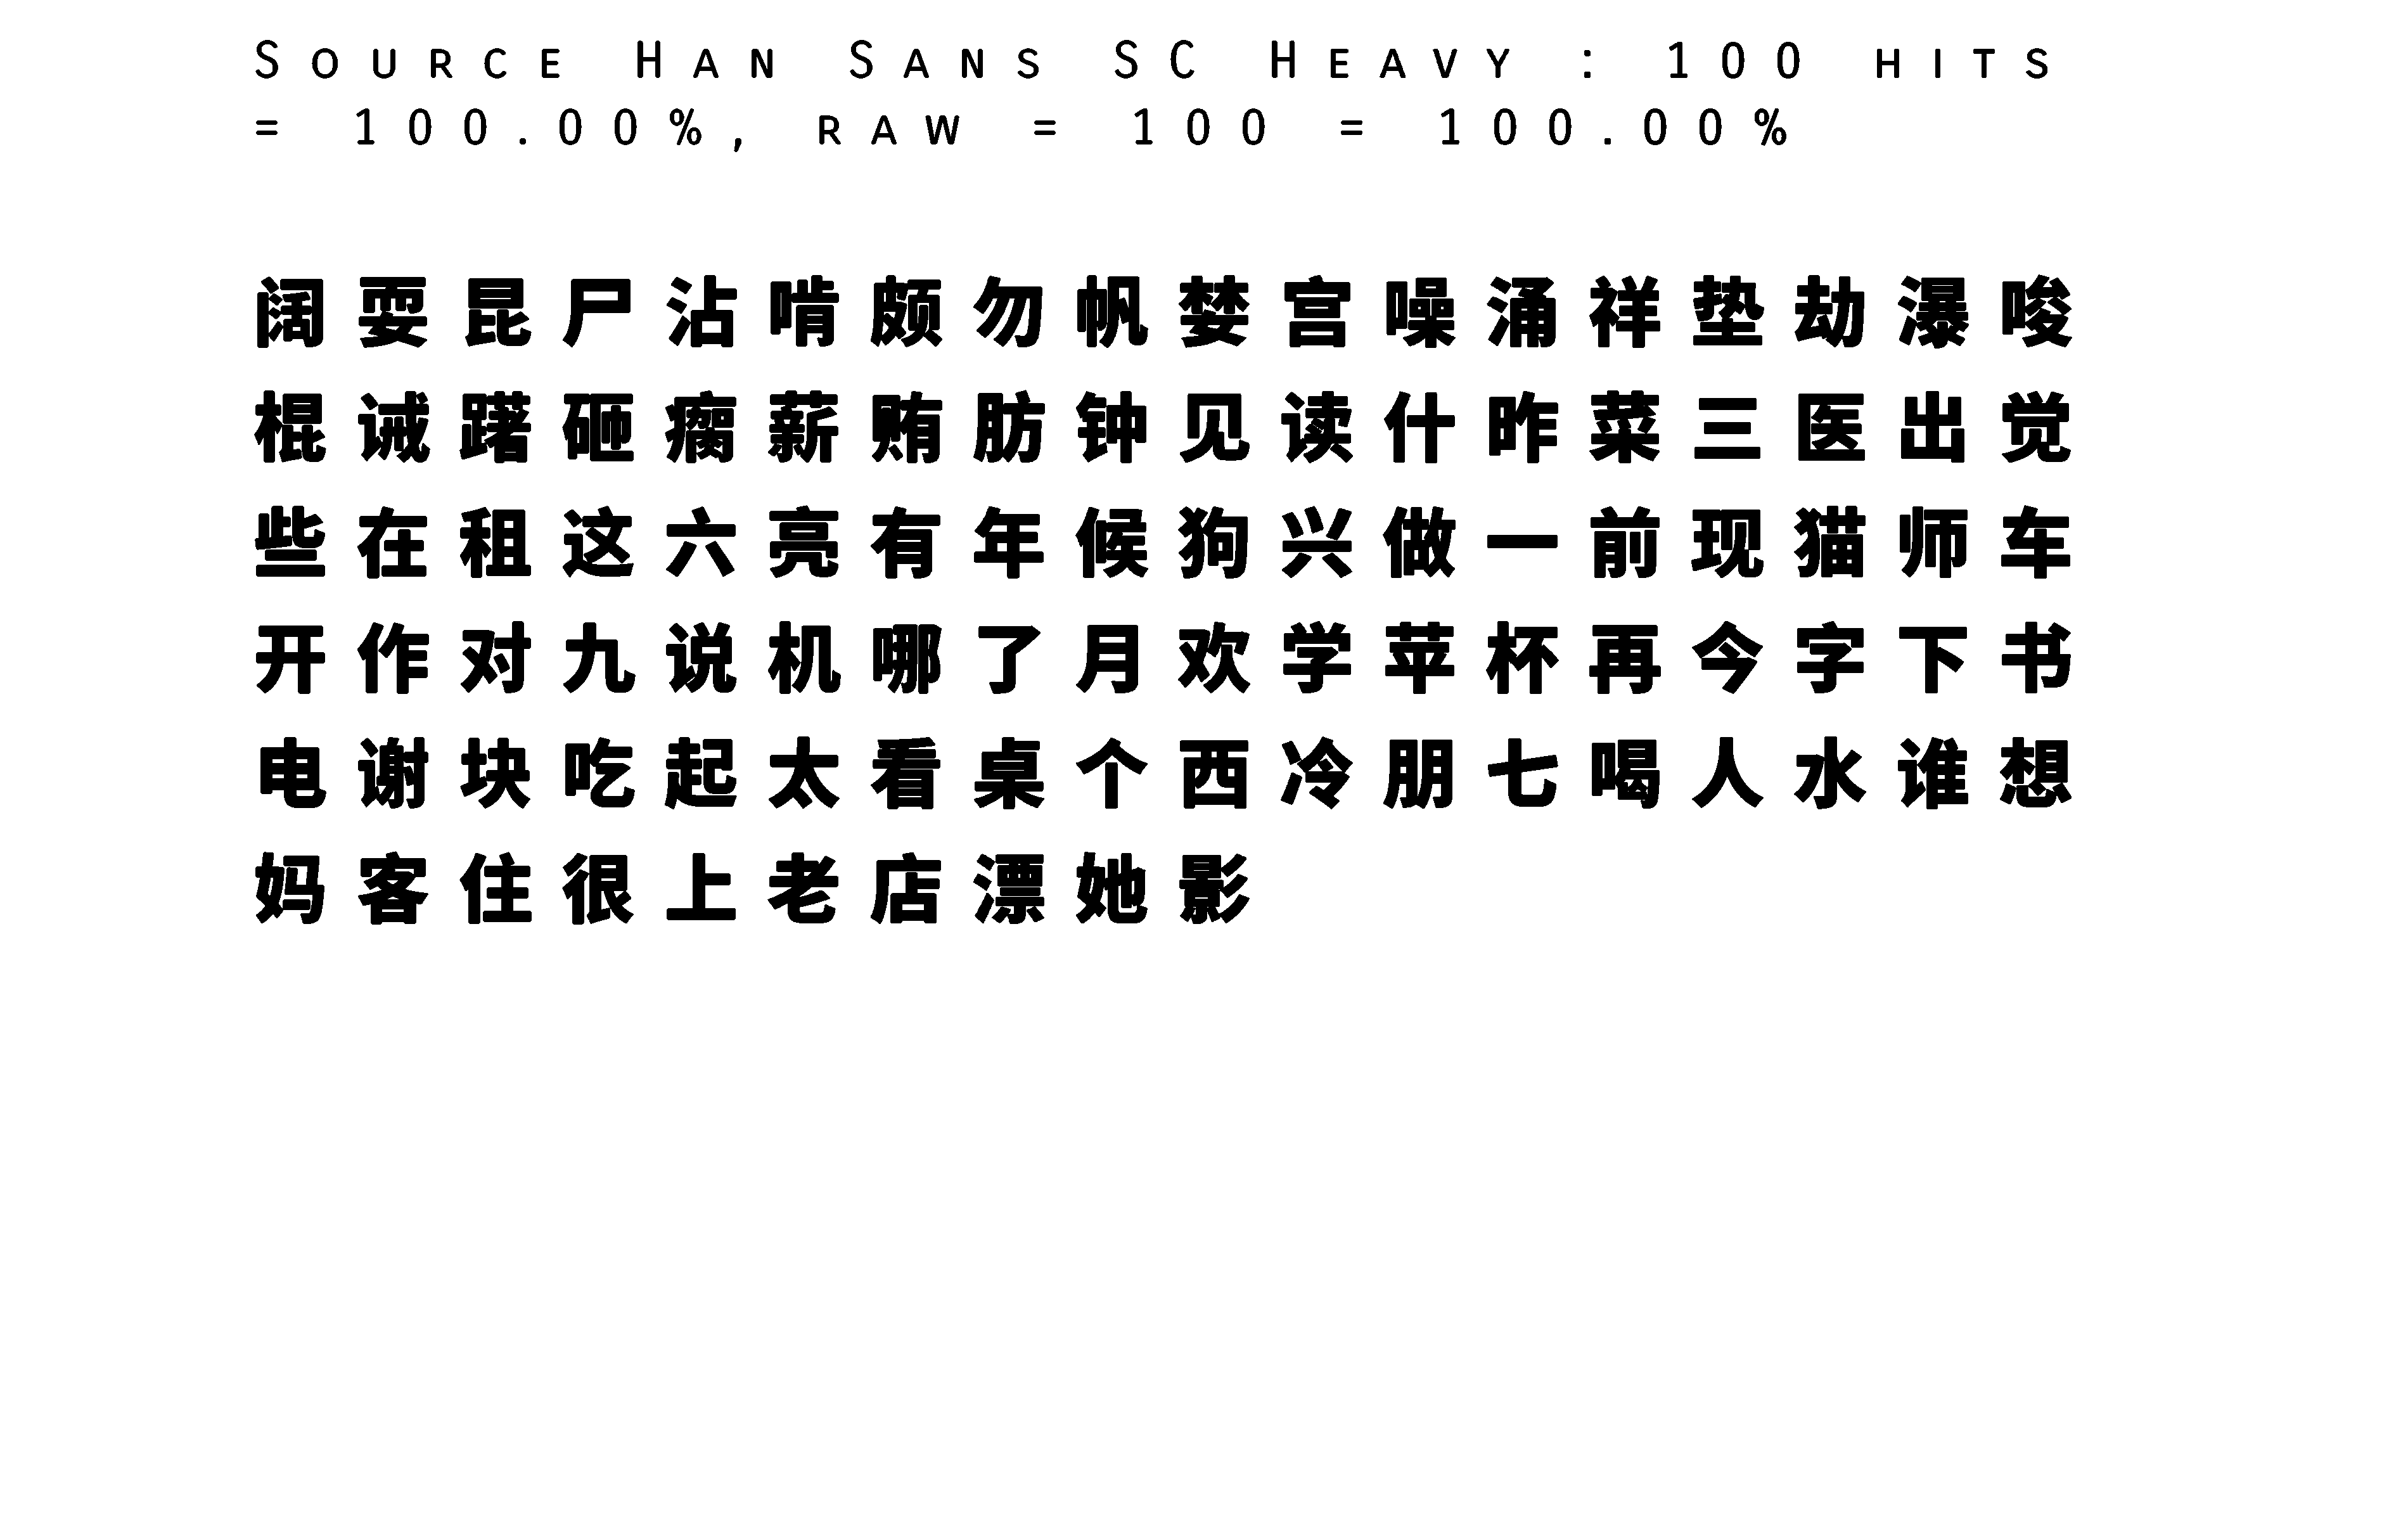 Source Han Sans SC Heavy : 100 hits
= 100.00%, raw = 100 = 100.00%
阔耍昆尸沾啃颇勿帆婪宫噪涌祥垫劫瀑唆
棍诫躇砸瘸薪贿肪钟见读什昨菜三医出觉
些在租这六亮有年候狗兴做一前现猫师车
开作对九说机哪了月欢学苹杯再今字下书
电谢块吃起太看桌个西冷朋七喝人水谁想
妈客住很上老店漂她影